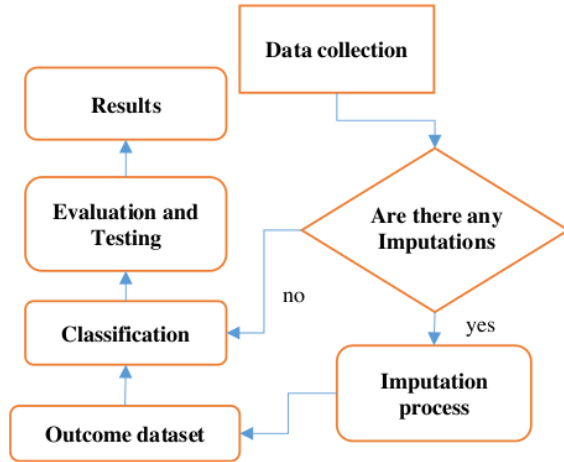 Data collection
Results
Evaluation and
Testing
Are there any
Imputations
no
Classification
yes
Imputation
process
Outcome dataset